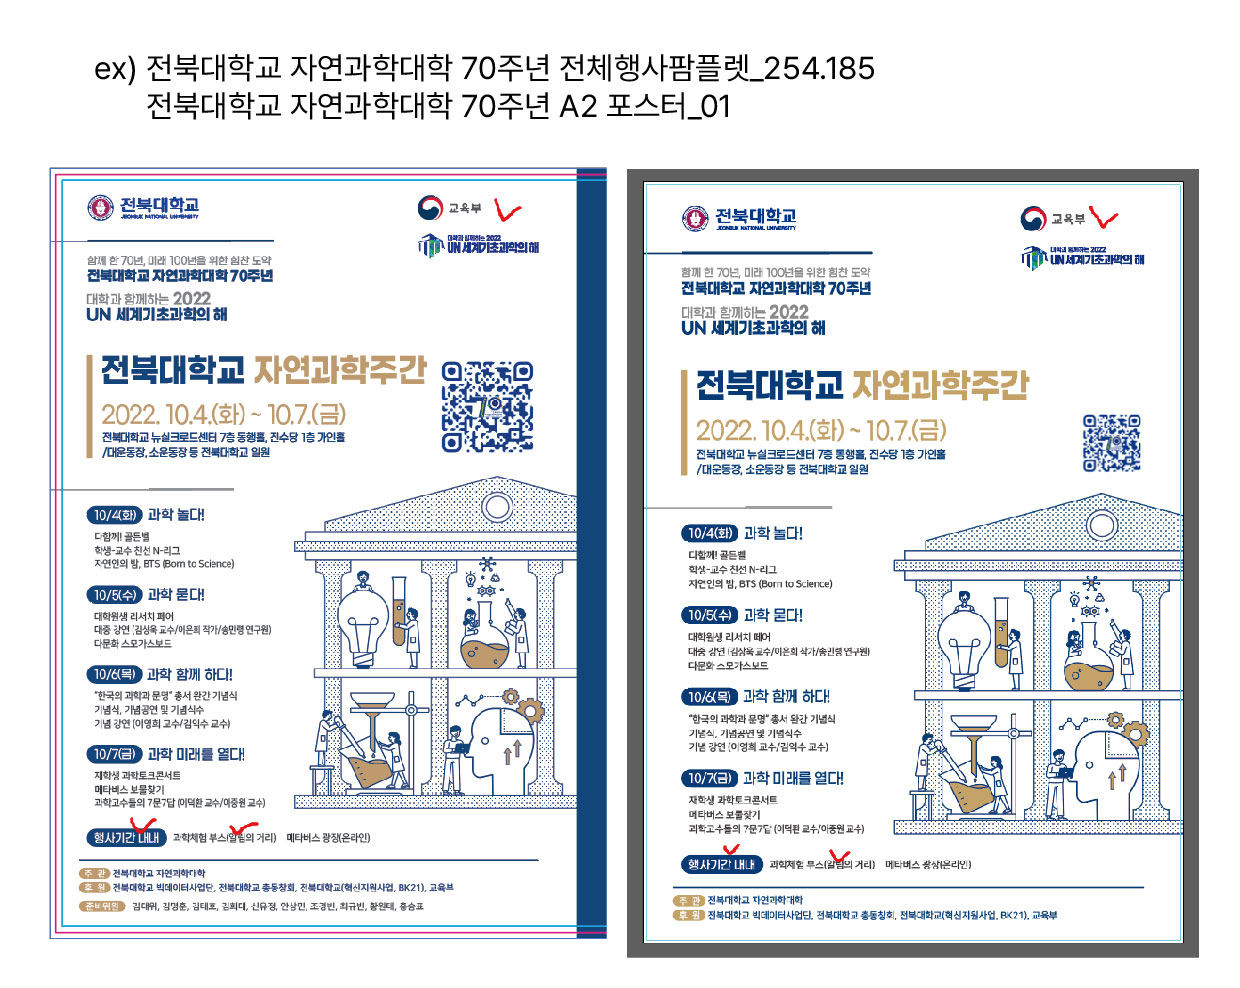 ex) 전북대학교 자연과학대학 70주년 전체행사팜플렛_254.185
전북대학교 자연과학대학 70주년 A2 포스터_01
전북대학교
JEONBUK NATIONAL UNIVERSITY
교육부
대학과 함께하는 2022
UN 세계기초과학의 해
함께 한 70년, 미래 100년을 위한 힘찬 도약
전북대학교 자연과학대학 70주년
대학과 함께하는 2022
UN 세계기초과학의 해
전북대학교 자연과학주간
2022. 10.4.(화) ~ 10.7.(금)
전북대학교 뉴실크로드센터 7층 동행홀, 진수당 1층 가인홀
/대운동장, 소운동장 등 전북대학교 일원
10/4(화) 과학 놀다!
다함께! 골든벨
학생-교수 친선 N-리그
자연인의 밤, BTS (Born to Science)
10/5(수) 과학 묻다!
대학원생 리서치 페어
대중 강연 (김상욱 교수/이은희 작가/송민령 연구원)
다문화 스모가스보드
10/6(목) 과학 함께 하다!
"한국의 과학과 문명" 총서 완간 기념식
기념식, 기념공연 및 기념식수
기념 강연 (이영희 교수/김익수 교수)
10/7(금) 과학 미래를 열다!
재학생 과학토크콘서트
메타버스 보물찾기
과학고수들의 7문7답 (이덕환 교수/이중원 교수)
행사기간 내내 과학체험 부스(알림의 거리) 메타버스 광장(온라인)
주 관 전북대학교 자연과학대학
후 원 전북대학교 빅데이터사업단, 전북대학교 총동창회, 전북대학교(혁신지원사업, BK21), 교육부
준비위원
전북대학교
JEONBUK NATIONAL UNIVERSITY
교육부
대학과 함께하는 2022
UN 세계기초과학의 해
함께 한 70년, 미래 100년을 위한 힘찬 도약
전북대학교 자연과학대학 70주년
대학과 함께하는 2022
UN 세계기초과학의 해
전북대학교 자연과학주간
2022. 10.4.(화) ~ 10.7.(금)
전북대학교 뉴실크로드센터 7층 동행홀, 진수당 1층 가인홀
/대운동장, 소운동장 등 전북대학교 일원
10/4(화) 과학 놀다!
다함께! 골든벨
학생-교수 친선 N-리그
자연인의 밤, BTS (Born to Science)
10/5(수) 과학 묻다!
대학원생 리서치 페어
대중 강연 (김상욱 교수/이은희 작가/송민령 연구원)
다문화 스모가스보드
10/6(목) 과학 함께 하다!
"한국의 과학과 문명" 총서 완간 기념식
기념식, 기념공연 및 기념식수
기념 강연 (이영희 교수/김익수 교수)
10/7(금) 과학 미래를 열다!
재학생 과학토크콘서트
메타버스 보물찾기
과학고수들의 7문7답 (이덕환 교수/이중원 교수)
행사기간 내내 과학체험 부스(알림의 거리) 메타버스 광장(온라인)
주 관 전북대학교 자연과학대학
후 원 전북대학교 빅데이터사업단, 전북대학교 총동창회, 전북대학교(혁신지원사업, BK21), 교육부